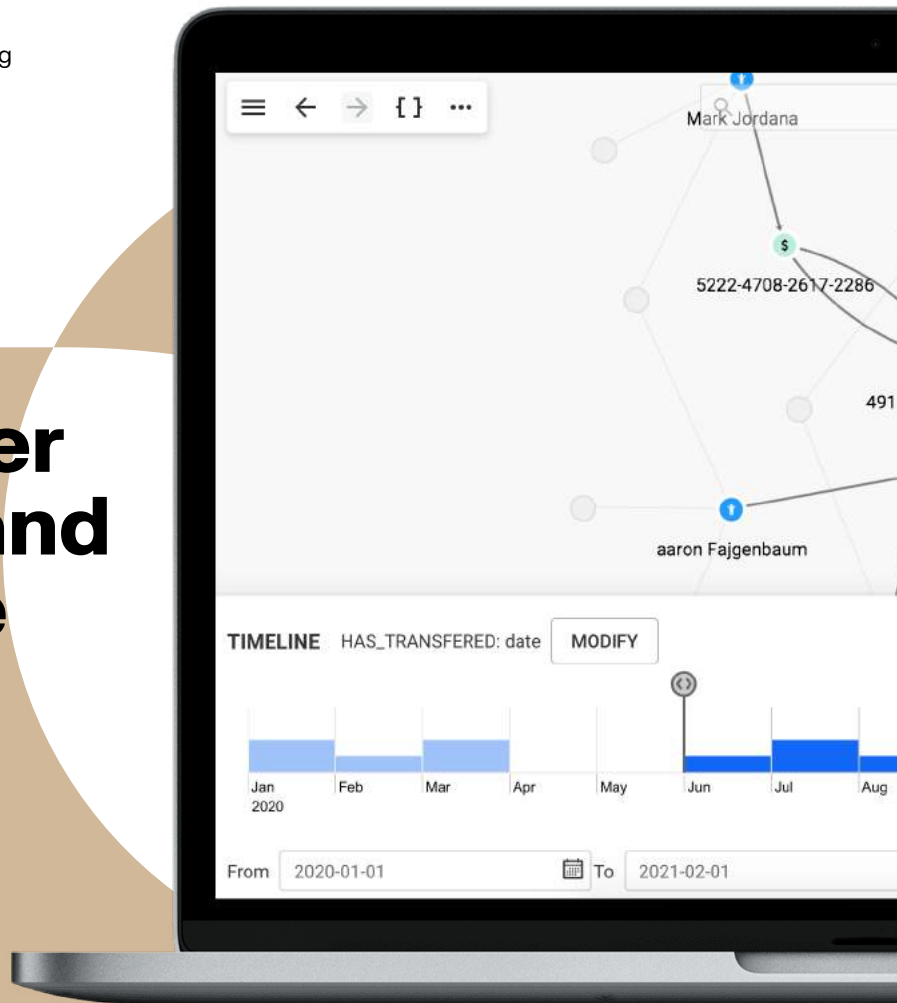 g
er
and
e
Mark Jordana
$
5222-4708-2617-2286
491
aaron Fajgenbaum
TIMELINE HAS_TRANSFERED: date MODIFY
Jan Feb Mar Apr May Jun Jul Aug
2020
From 2020-01-01 To 2021-02-01